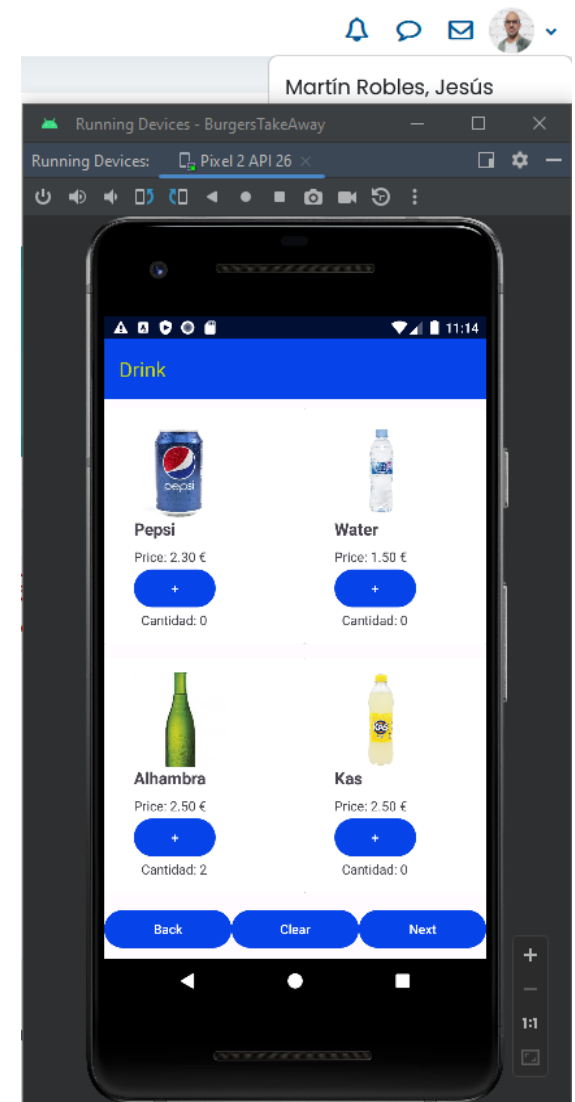 Martín Robles, Jesús
Running Devices - BurgersTakeAway
Running Devices: Pixel 2 API 26
11:14
Drink
pepsi
Pepsi
Price: 2.30 €
+
Cantidad: 0
Water
Price: 1.50 €
+
Cantidad: 0
Alhambra
Price: 2.50 €
+
Cantidad: 2
KAS
Kas
Price: 2.50 €
+
Cantidad: 0
Back Clear Next
1:1